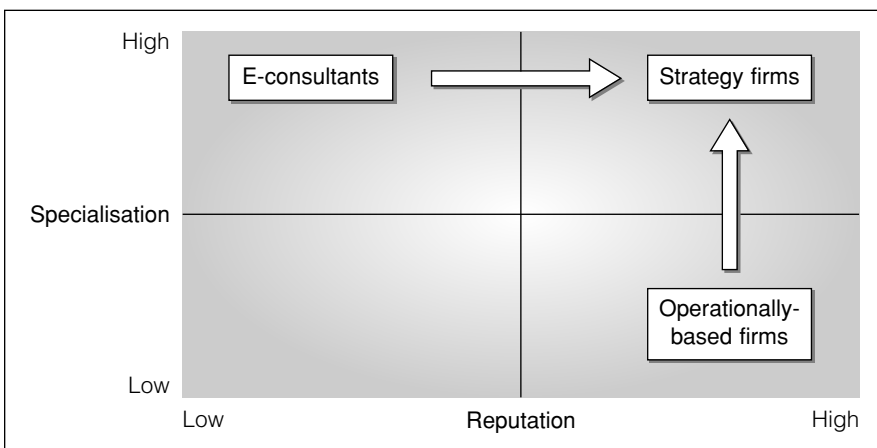 High
E-consultants
Strategy firms
Specialisation
Operationally-
based firms
Low
Low
Reputation
High